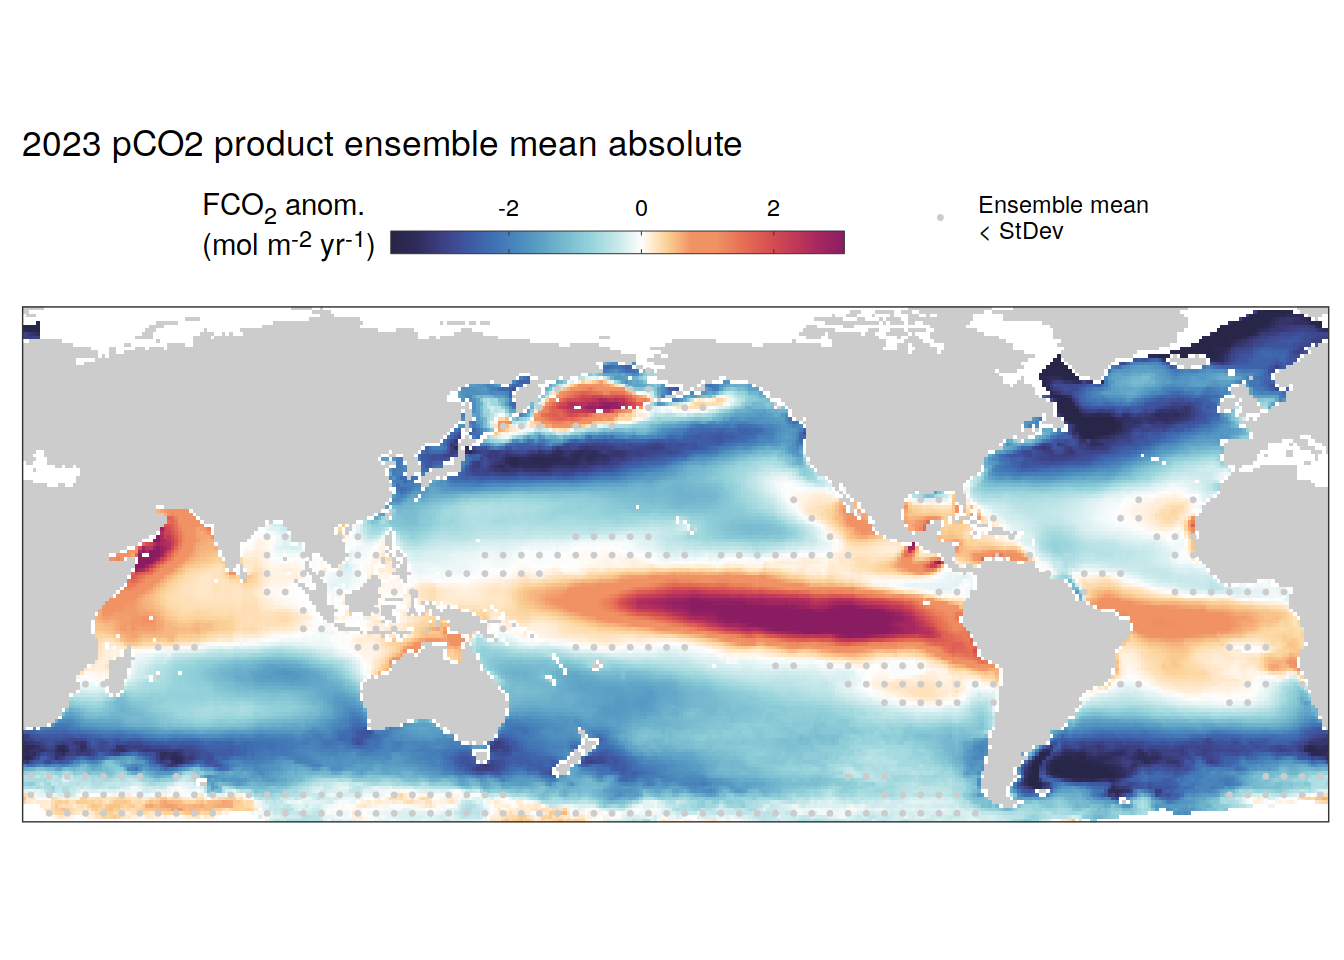 2023 pCO2 product ensemble mean absolute
FCO₂ anom.
(mol m⁻² yr⁻¹)
-2 0 2
Ensemble mean
< StDev